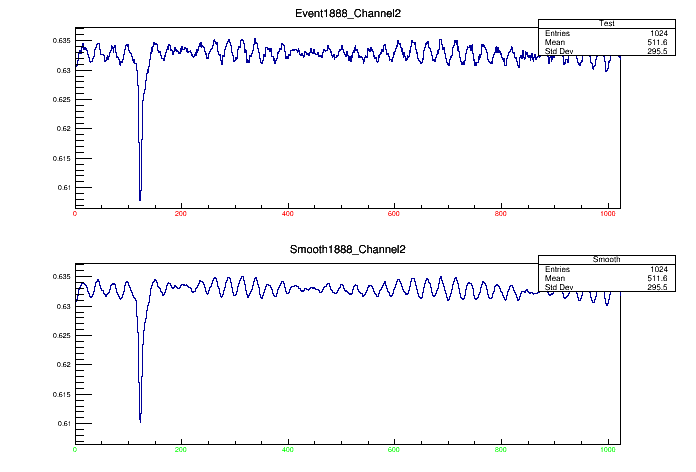 Event1888_Channel2
Test
Entries 1024
Mean 511.6
Std Dev 295.5
0.635
0.63
0.625
0.62
0.615
0.61
0 200 400 600 800 1000
Smooth1888_Channel2
Smooth
Entries 1024
Mean 511.6
Std Dev 295.5
0.635
0.63
0.625
0.62
0.615
0.61
0 200 400 600 800 1000